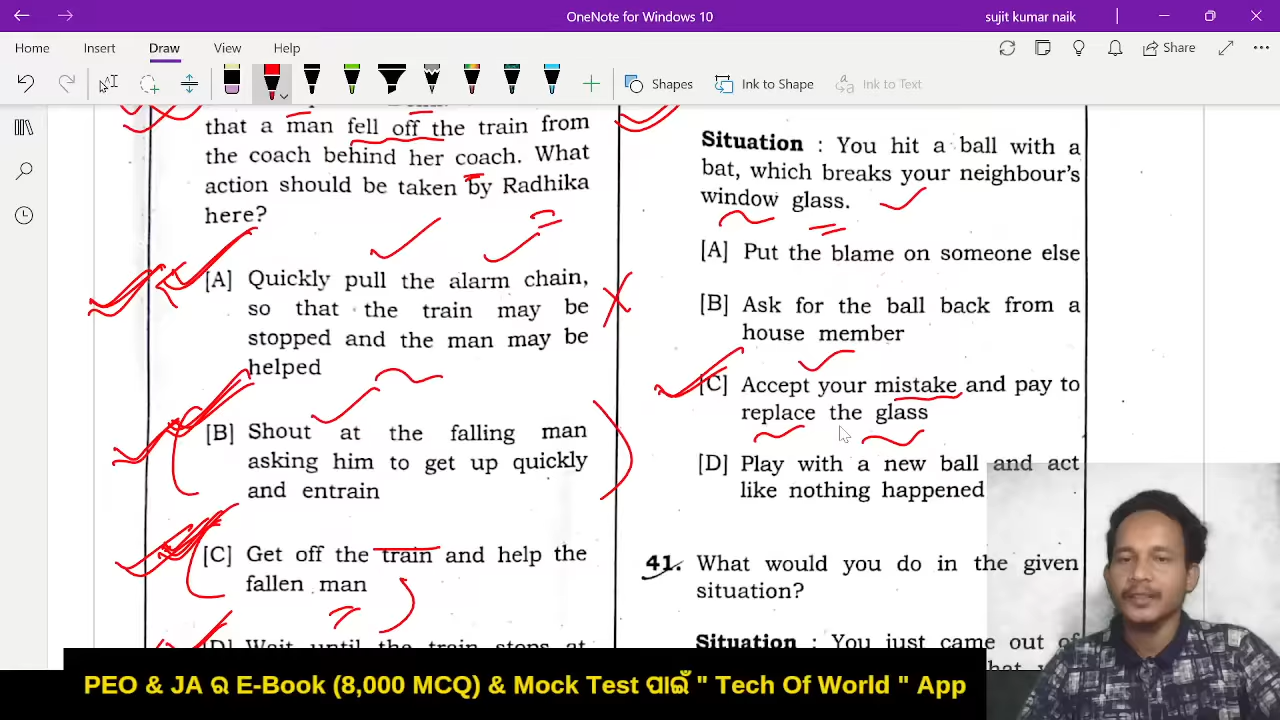 OneNote for Windows 10
sujit kumar naik
Home Insert Draw View Help
Share
Shapes
Ink to Shape
Ink to Text
that a man fell off the train from
the coach behind her coach. What
action should be taken by Radhika
here?
[A] Quickly pull the alarm chain,
so that the train may be
stopped and the man may be
helped
[B] Shout at the falling man
asking him to get up quickly
and entrain
[C] Get off the train and help the
fallen man
[D] Wait until the train stops at
Situation : You hit a ball with a
bat, which breaks your neighbour's
window glass.
[A] Put the blame on someone else
[B] Ask for the ball back from a
house member
[C] Accept your mistake and pay to
replace the glass
[D] Play with a new ball and act
like nothing happened
41. What would you do in the given
situation?
Situation : You just came out of
PEO & JA ର E-Book (8,000 MCQ) & Mock Test ପାଇଁ " Tech Of World " App